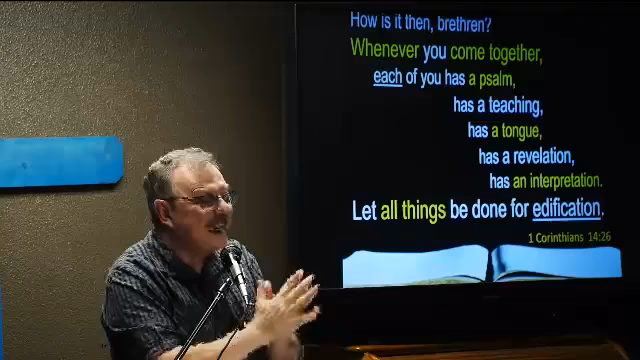 How is it then, brethren?
Whenever you come together,
each of you has a psalm,
has a teaching,
has a tongue,
has a revelation,
has an interpretation.
Let all things be done for edification.
1 Corinthians 14:26